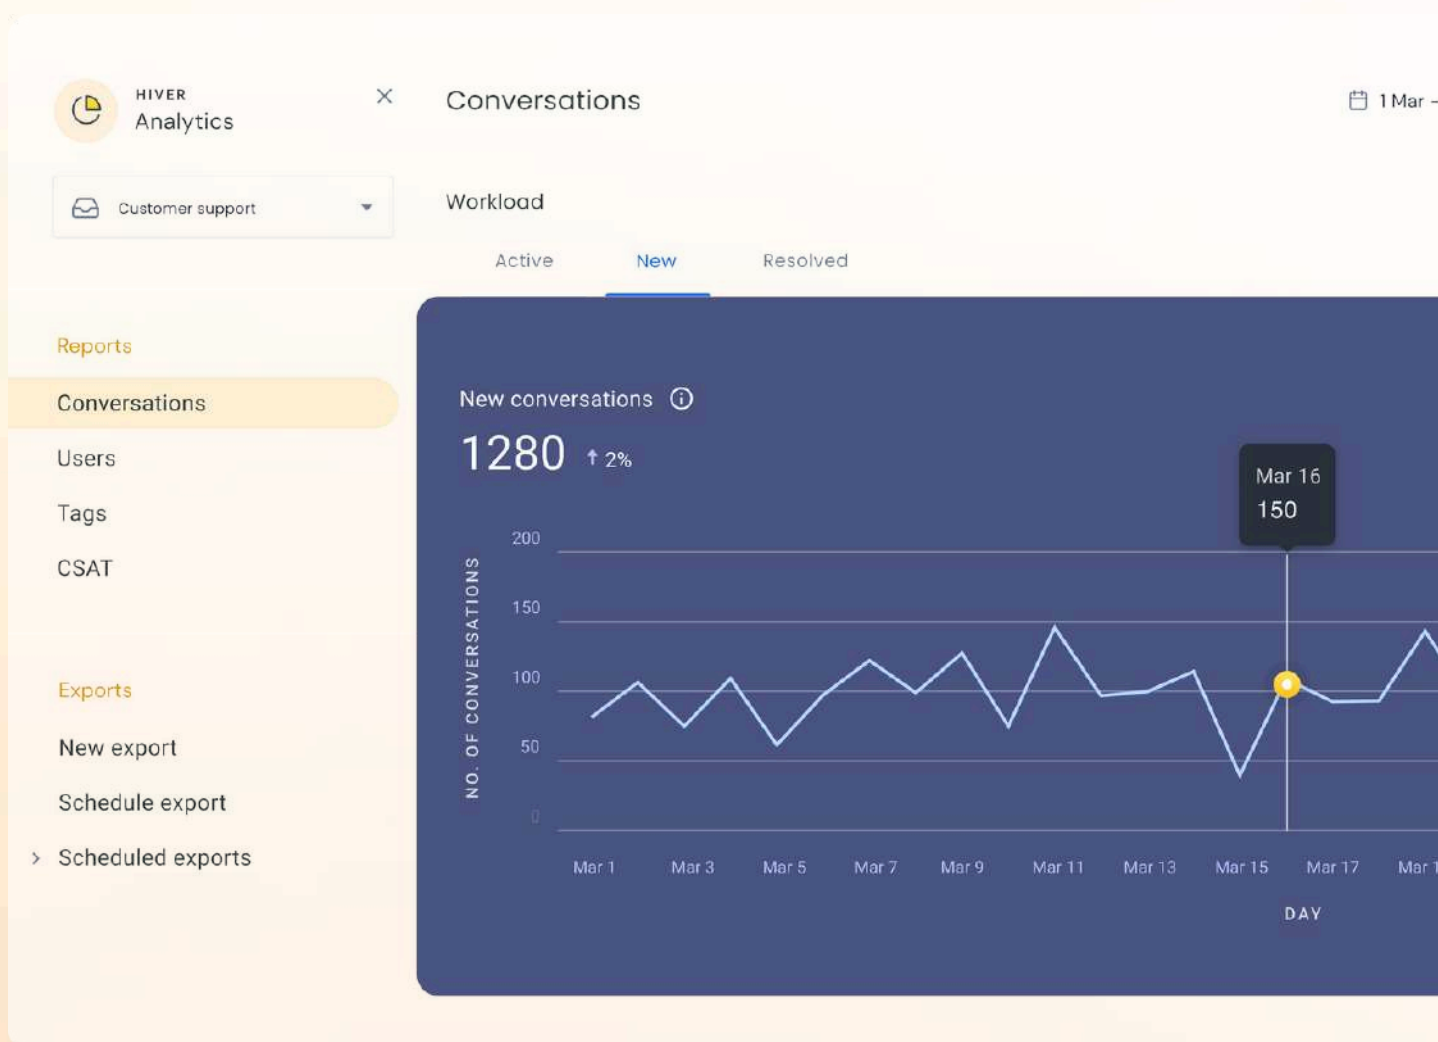 HIVER
Analytics
Customer support
Reports
Conversations
Users
Tags
CSAT
Exports
New export
Schedule export
Scheduled exports
Conversations
1 Mar –
Workload
Active New Resolved
New conversations
1280 2%
Mar 16
150
NO. OF CONVERSATIONS
200
150
100
50
0
Mar 1 Mar 3 Mar 5 Mar 7 Mar 9 Mar 11 Mar 13 Mar 15 Mar 17 Mar 1
DAY